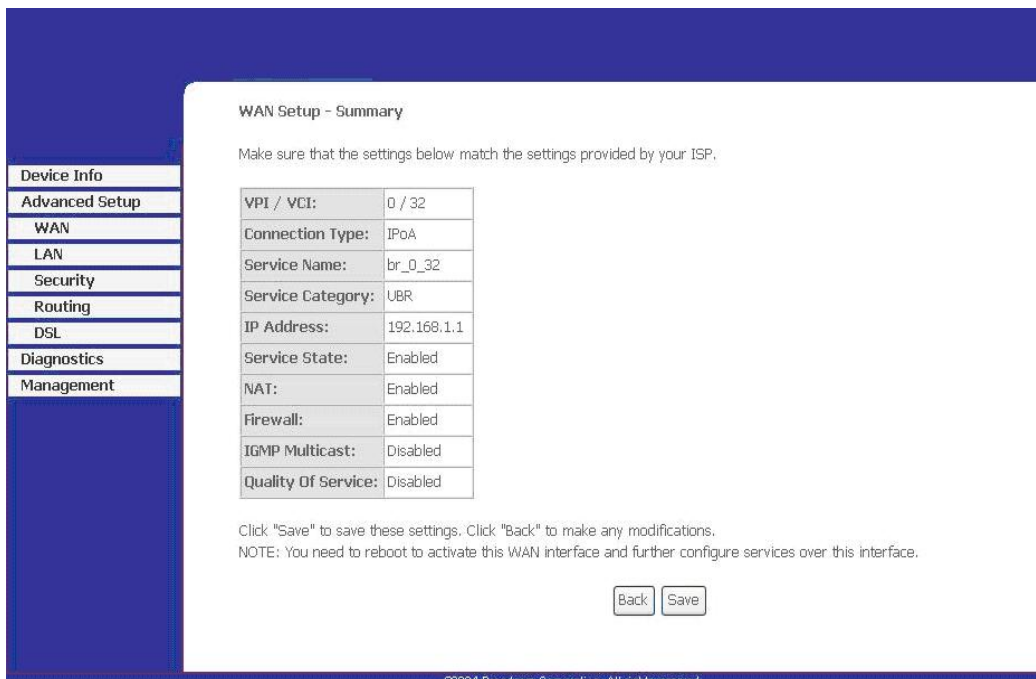 WAN Setup - Summary
Make sure that the settings below match the settings provided by your ISP.
Device Info
Advanced Setup
WAN
LAN
Security
Routing
DSL
Diagnostics
Management
VPI / VCI: 0 / 32
Connection Type: IPoA
Service Name: br_0_32
Service Category: UBR
IP Address: 192.168.1.1
Service State: Enabled
NAT: Enabled
Firewall: Enabled
IGMP Multicast: Disabled
Quality Of Service: Disabled
Click "Save" to save these settings. Click "Back" to make any modifications.
NOTE: You need to reboot to activate this WAN interface and further configure services over this interface.
Back Save